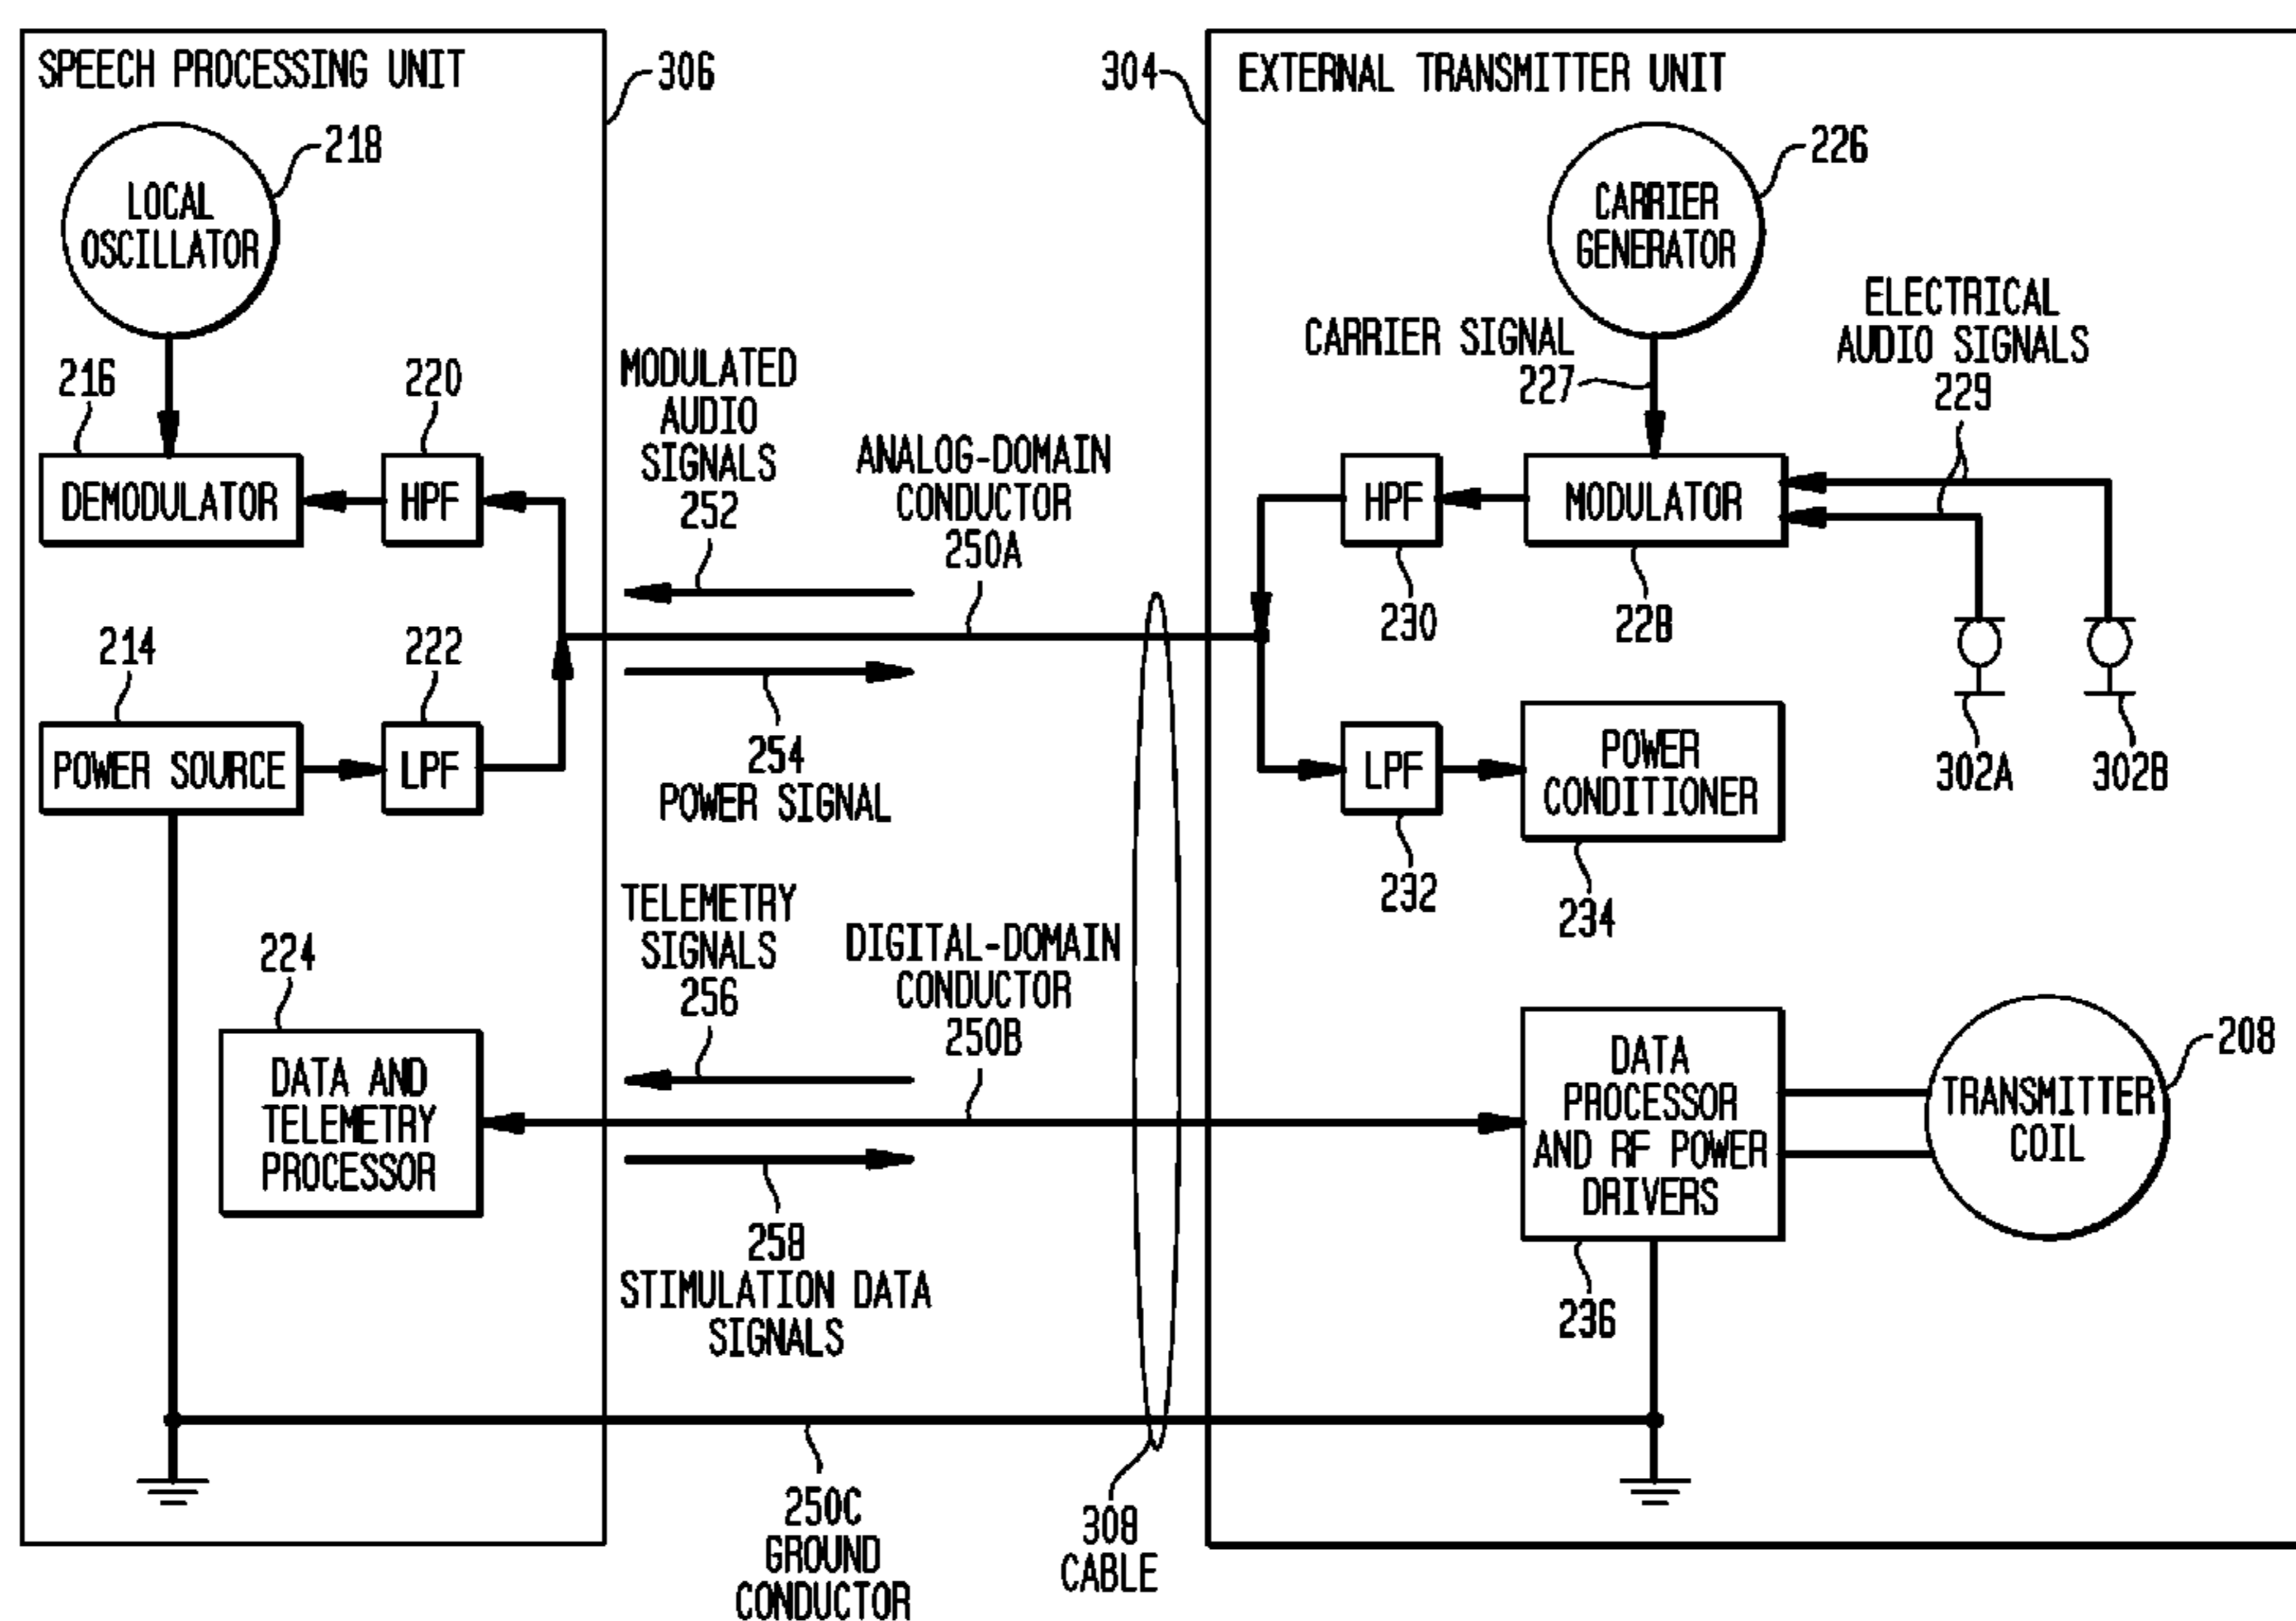 SPEECH PROCESSING UNIT
306
218
LOCAL
OSCILLATOR
216
220
DEMODULATOR
HPF
214
222
POWER SOURCE
LPF
224
DATA AND
TELEMETRY
PROCESSOR
MODULATED
AUDIO
SIGNALS
252
ANALOG-DOMAIN
CONDUCTOR
250A
254
POWER SIGNAL
TELEMETRY
SIGNALS
256
DIGITAL-DOMAIN
CONDUCTOR
250B
258
STIMULATION DATA
SIGNALS
250C
GROUND
CONDUCTOR
308
CABLE
304
EXTERNAL TRANSMITTER UNIT
226
CARRIER
GENERATOR
CARRIER SIGNAL
227
ELECTRICAL
AUDIO SIGNALS
229
HPF
MODULATOR
230
228
302A
302B
LPF
POWER
CONDITIONER
232
234
DATA
PROCESSOR
AND RF POWER
DRIVERS
236
208
TRANSMITTER
COIL